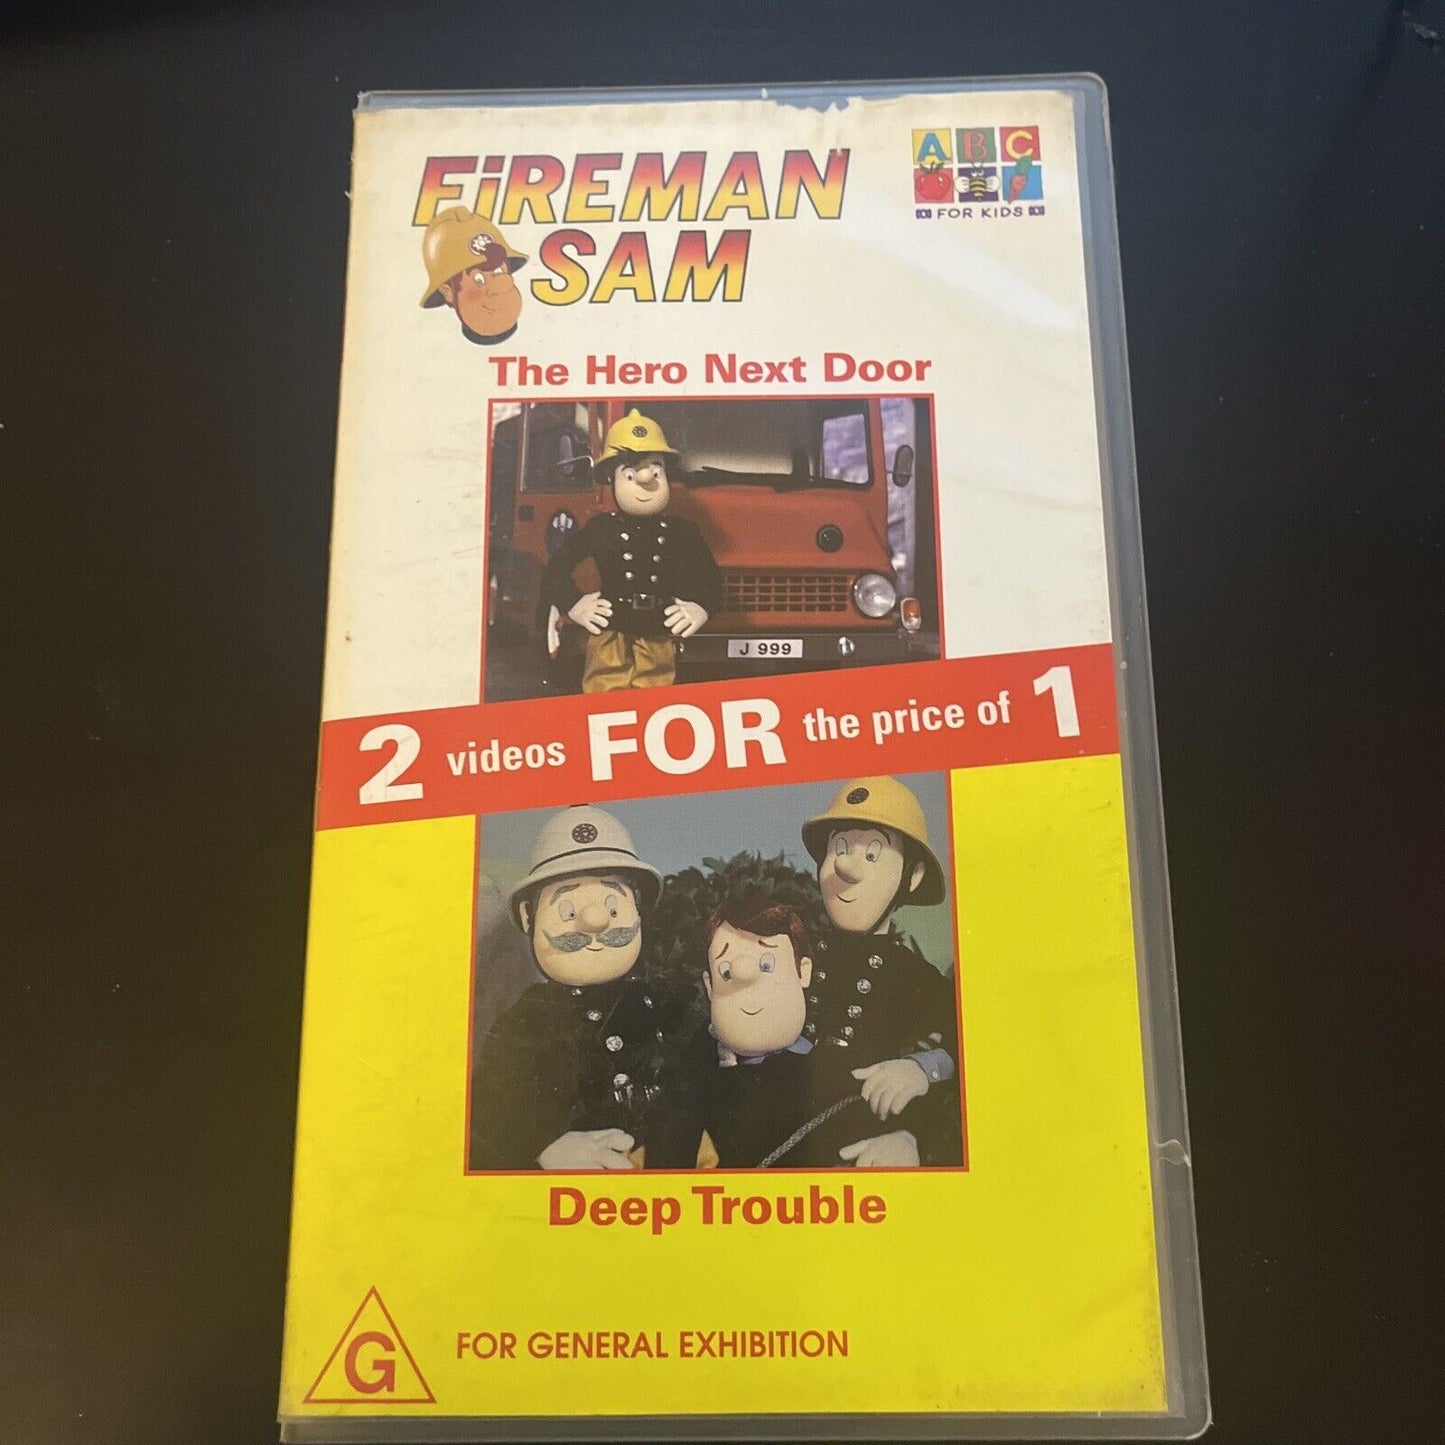 FiREMAN
SAM
A B C
FOR KIDS
The Hero Next Door
J 999
2 videos FOR the price of 1
Deep Trouble
G
FOR GENERAL EXHIBITION